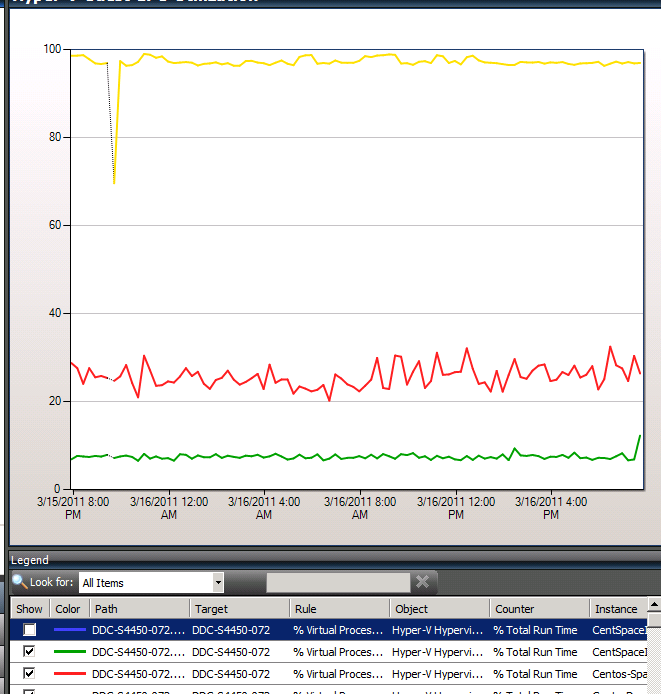 100
80
60
40
20
0
3/15/2011 8:00 PM
3/16/2011 12:00 AM
3/16/2011 4:00 AM
3/16/2011 8:00 AM
3/16/2011 12:00 PM
3/16/2011 4:00 PM
Legend
Look for: All Items
Show Color Path Target Rule Object Counter Instance
DDC-S4450-072.... DDC-S4450-072 % Virtual Proces... Hyper-V Hypervi... % Total Run Time CentSpace
DDC-S4450-072.... DDC-S4450-072 % Virtual Proces... Hyper-V Hypervi... % Total Run Time CentSpace
DDC-S4450-072.... DDC-S4450-072 % Virtual Proces... Hyper-V Hypervi... % Total Run Time Centos-Spa